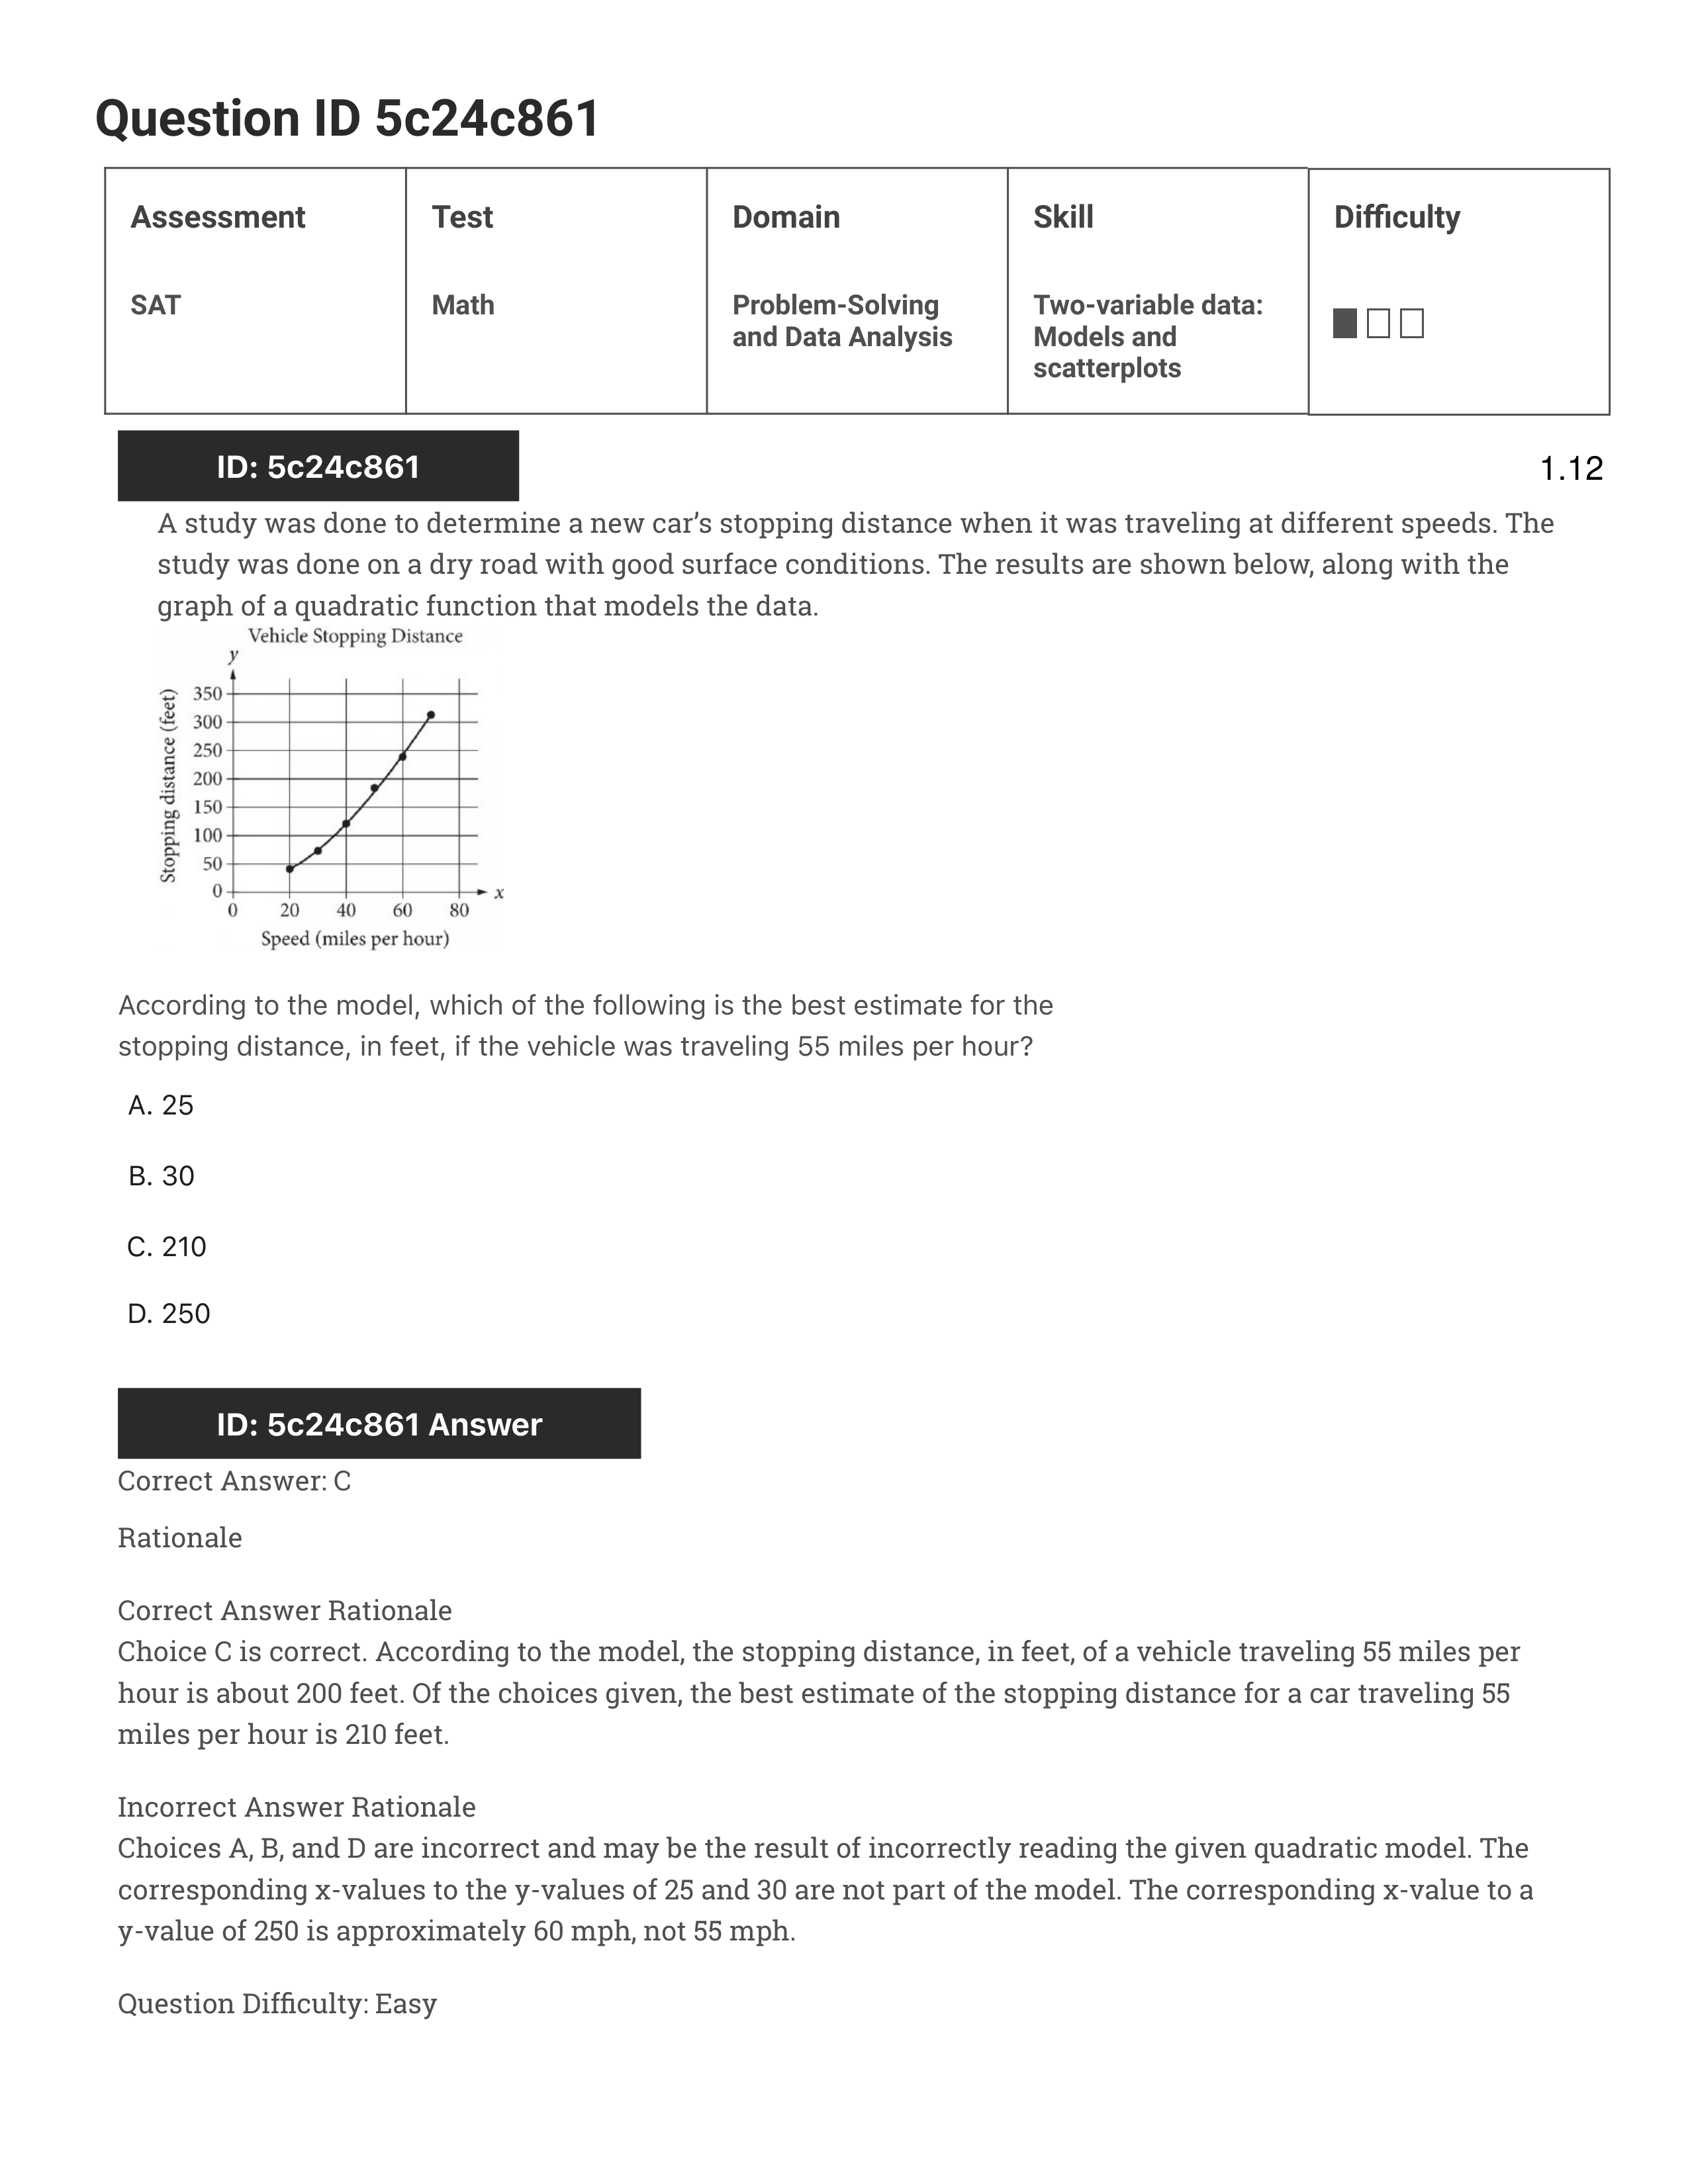 Question ID 5c24c861
Assessment
Test
Domain
Skill
Difficulty
SAT
Math
Problem-Solving
and Data Analysis
Two-variable data:
Models and
scatterplots
ID: 5c24c861
1.12
A study was done to determine a new car’s stopping distance when it was traveling at different speeds. The
study was done on a dry road with good surface conditions. The results are shown below, along with the
graph of a quadratic function that models the data.
Vehicle Stopping Distance
y
Stopping distance (feet)
350
300
250
200
150
100
50
0
x
0 20 40 60 80
Speed (miles per hour)
According to the model, which of the following is the best estimate for the
stopping distance, in feet, if the vehicle was traveling 55 miles per hour?
A. 25
B. 30
C. 210
D. 250
ID: 5c24c861 Answer
Correct Answer: C
Rationale
Correct Answer Rationale
Choice C is correct. According to the model, the stopping distance, in feet, of a vehicle traveling 55 miles per
hour is about 200 feet. Of the choices given, the best estimate of the stopping distance for a car traveling 55
miles per hour is 210 feet.
Incorrect Answer Rationale
Choices A, B, and D are incorrect and may be the result of incorrectly reading the given quadratic model. The
corresponding x-values to the y-values of 25 and 30 are not part of the model. The corresponding x-value to a
y-value of 250 is approximately 60 mph, not 55 mph.
Question Difficulty: Easy